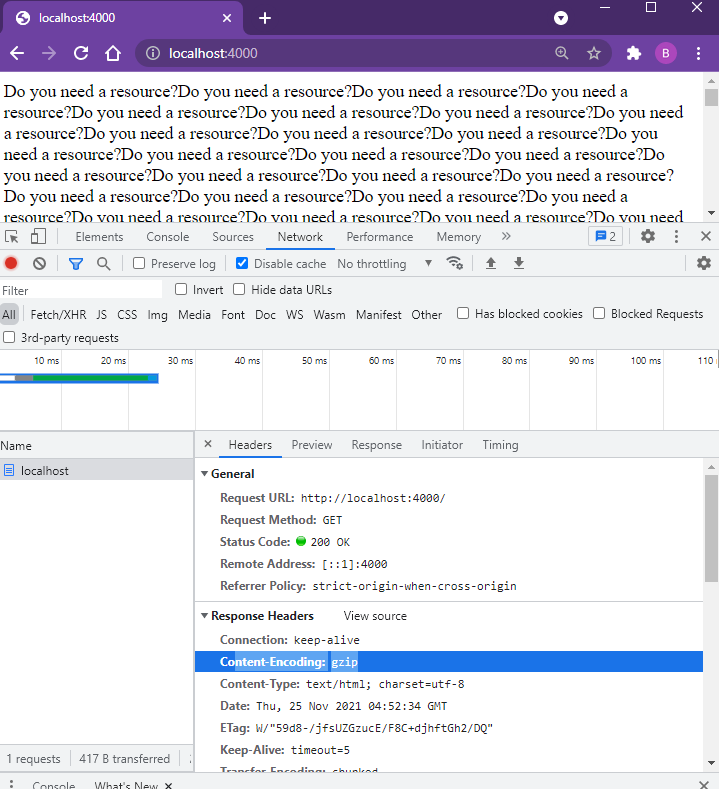 localhost:4000
localhost:4000
B
Do you need a resource?Do you need a resource?Do you need a resource?Do you need a
resource?Do you need a resource?Do you need a resource?Do you need a resource?Do you need
a resource?Do you need a resource?Do you need a resource?Do you need a resource?Do you
need a resource?Do you need a resource?Do you need a resource?Do you need a resource?Do
you need a resource?Do you need a resource?Do you need a resource?Do you need a resource?
Do you need a resource?Do you need a resource?Do you need a resource?Do you need a
resource?Do you need a resource?Do you need a resource?Do you need a resource?Do you need
Elements Console Sources Network Performance Memory 2
Preserve log Disable cache No throttling
Filter Invert Hide data URLs
All Fetch/XHR JS CSS Img Media Font Doc WS Wasm Manifest Other Has blocked cookies Blocked Requests
3rd-party requests
10 ms 20 ms 30 ms 40 ms 50 ms 60 ms 70 ms 80 ms 90 ms 100 ms 110
Name
localhost
Headers Preview Response Initiator Timing
General
Request URL: http://localhost:4000/
Request Method: GET
Status Code: 200 OK
Remote Address: [::1]:4000
Referrer Policy: strict-origin-when-cross-origin
Response Headers View source
Connection: keep-alive
Content-Encoding: gzip
Content-Type: text/html; charset=utf-8
Date: Thu, 25 Nov 2021 04:52:34 GMT
ETag: W/"59d8-/jfsUZGzucE/F8C+djhftGh2/DQ"
Keep-Alive: timeout=5
Transfer-Encoding: chunked
1 requests 417 B transferred
Console What's New